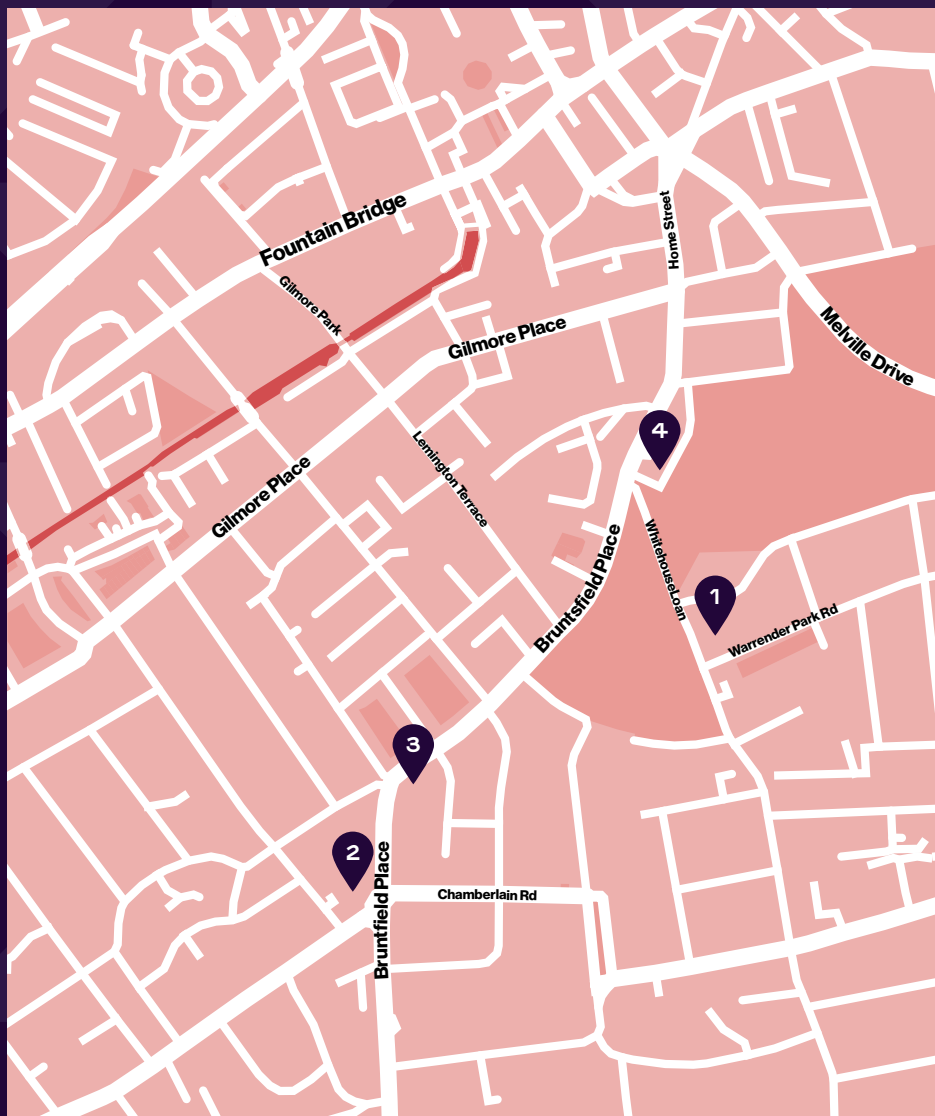 Home Street
Fountain Bridge
Gilmore Park
Melville Drive
Gilmore Place
4
Lemington Terrace
Gilmore Place
Bruntsfield Place
WhitehouseLoan
1
Warrender Park Rd
3
2
Bruntfield Place
Chamberlain Rd